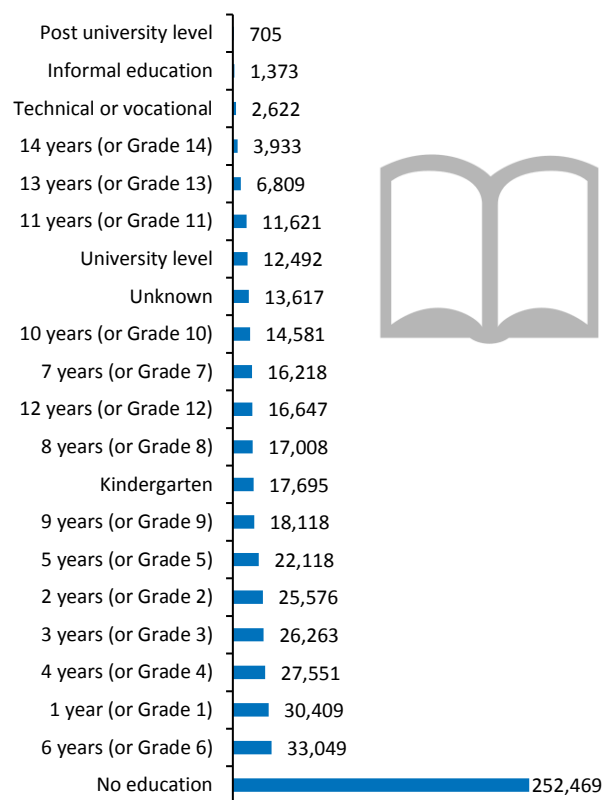 Post university level 705
Informal education 1,373
Technical or vocational 2,622
14 years (or Grade 14) 3,933
13 years (or Grade 13) 6,809
11 years (or Grade 11) 11,621
University level 12,492
Unknown 13,617
10 years (or Grade 10) 14,581
7 years (or Grade 7) 16,218
12 years (or Grade 12) 16,647
8 years (or Grade 8) 17,008
Kindergarten 17,695
9 years (or Grade 9) 18,118
5 years (or Grade 5) 22,118
2 years (or Grade 2) 25,576
3 years (or Grade 3) 26,263
4 years (or Grade 4) 27,551
1 year (or Grade 1) 30,409
6 years (or Grade 6) 33,049
No education 252,469